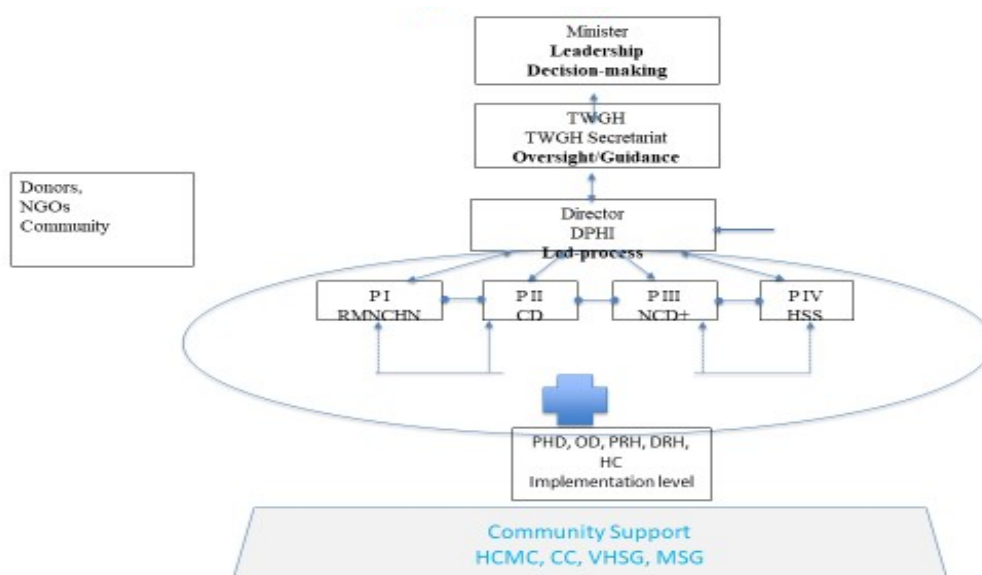 Minister
Leadership
Decision-making
TWGH
TWGH Secretariat
Oversight/Guidance
Donors,
NGOs
Community
Director
DPHI
Led-process
P I
RMNCHN
P II
CD
P III
NCD+
P IV
HSS
PHD, OD, PRH, DRH,
HC
Implementation level
Community Support
HCMC, CC, VHSG, MSG